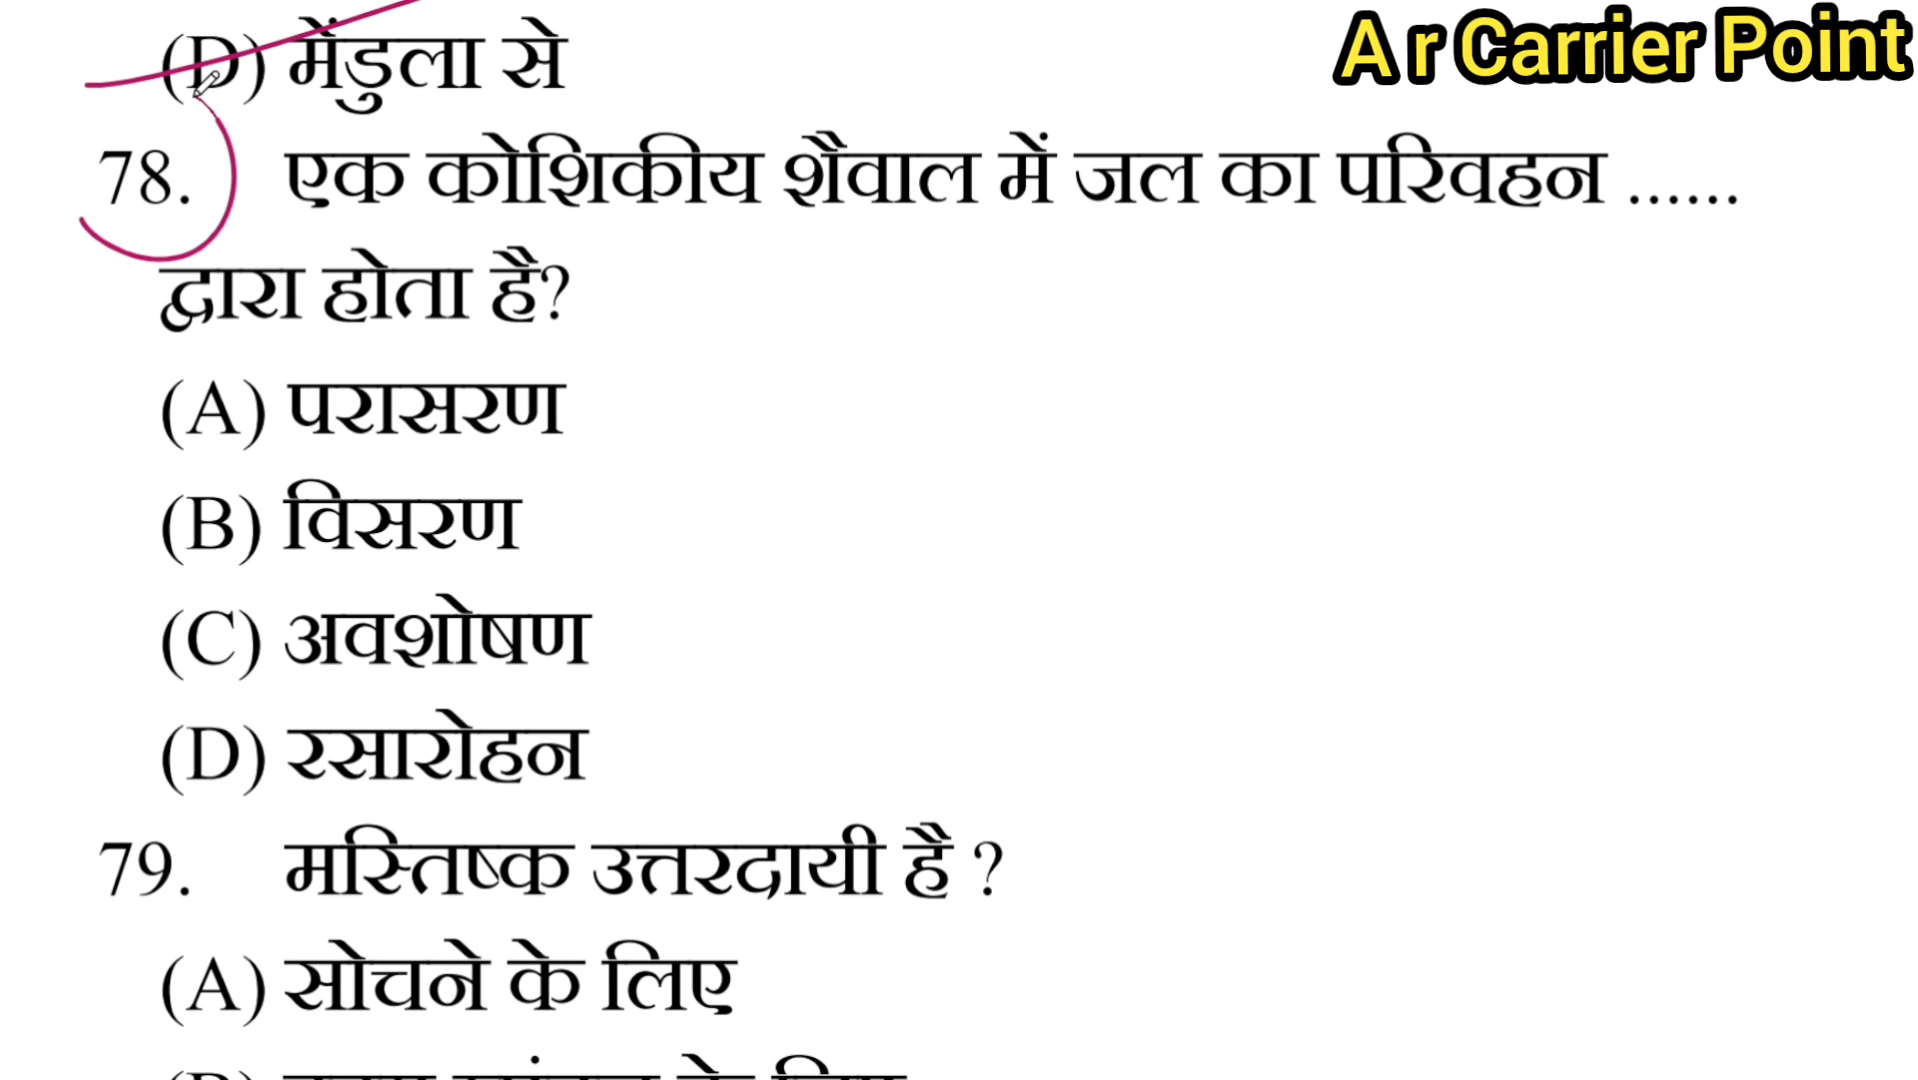 (D) मेंडुला से
A r Carrier Point
78. एक कोशिकीय शैवाल में जल का परिवहन ......
द्वारा होता है?
(A) परासरण
(B) विसरण
(C) अवशोषण
(D) रसारोहन
79. मस्तिष्क उत्तरदायी है ?
(A) सोचने के लिए